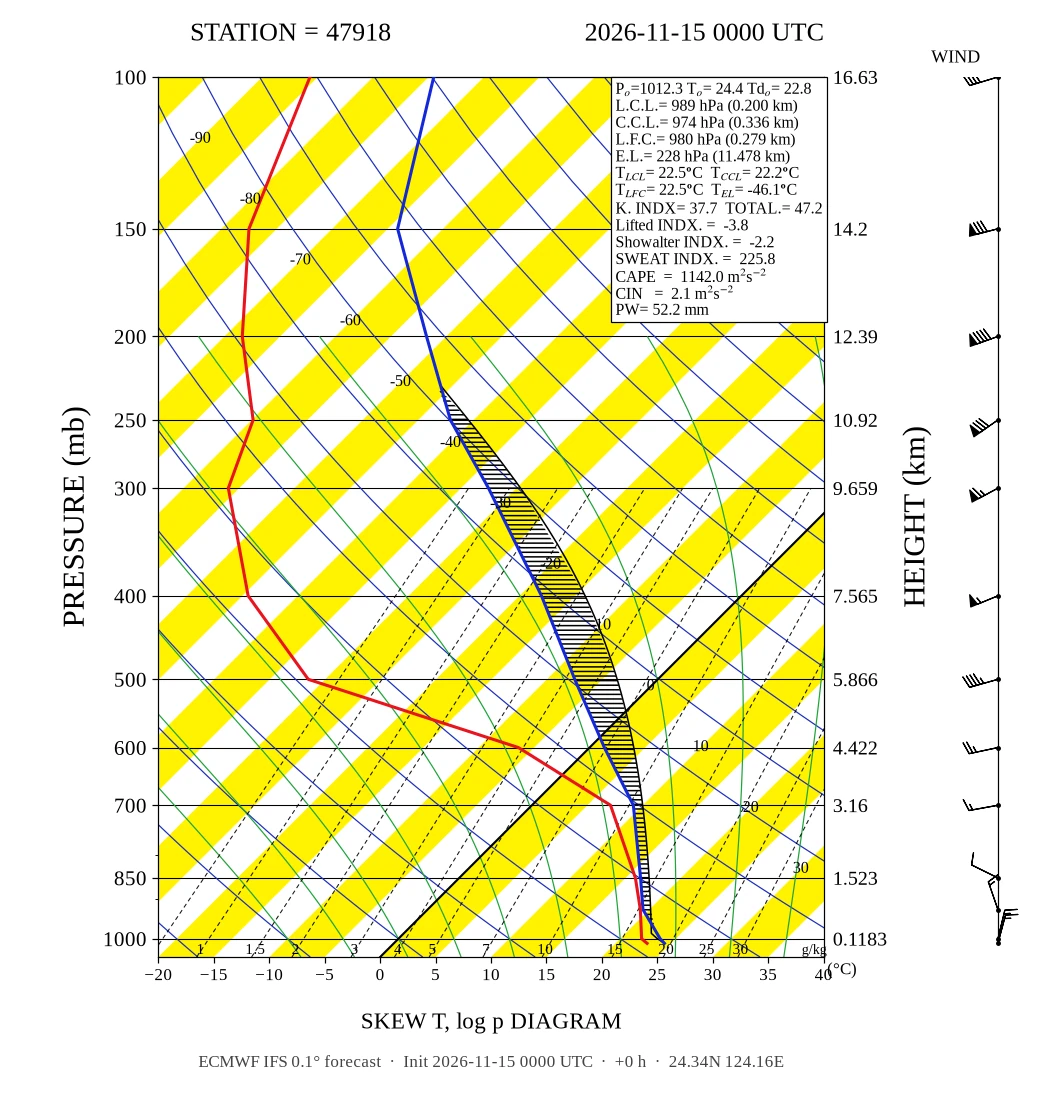 STATION = 47918
2026-11-15 0000 UTC
WIND
Pₒ=1012.3 Tₒ= 24.4 Tdₒ= 22.8
L.C.L.= 989 hPa (0.200 km)
C.C.L.= 974 hPa (0.336 km)
L.F.C.= 980 hPa (0.279 km)
E.L.= 228 hPa (11.478 km)
T_LCL= 22.5°C T_CCL= 22.2°C
T_LFC= 22.5°C T_EL= -46.1°C
K. INDX= 37.7 TOTAL.= 47.2
Lifted INDX. = -3.8
Showalter INDX. = -2.2
SWEAT INDX. = 225.8
CAPE = 1142.0 m²s⁻²
CIN = 2.1 m²s⁻²
PW= 52.2 mm
PRESSURE (mb)
100
150
200
250
300
400
500
600
700
850
1000
-90
-80
-70
-60
-50
-40
-20
-10
0
10
20
30
16.63
14.2
12.39
10.92
9.659
7.565
5.866
4.422
3.16
1.523
0.1183
HEIGHT (km)
1 1.5 2 3 4 5 7 10 15 20 25 30 g/kg
−20 −15 −10 −5 0 5 10 15 20 25 30 35 40 (°C)
SKEW T, log p DIAGRAM
ECMWF IFS 0.1° forecast · Init 2026-11-15 0000 UTC · +0 h · 24.34N 124.16E